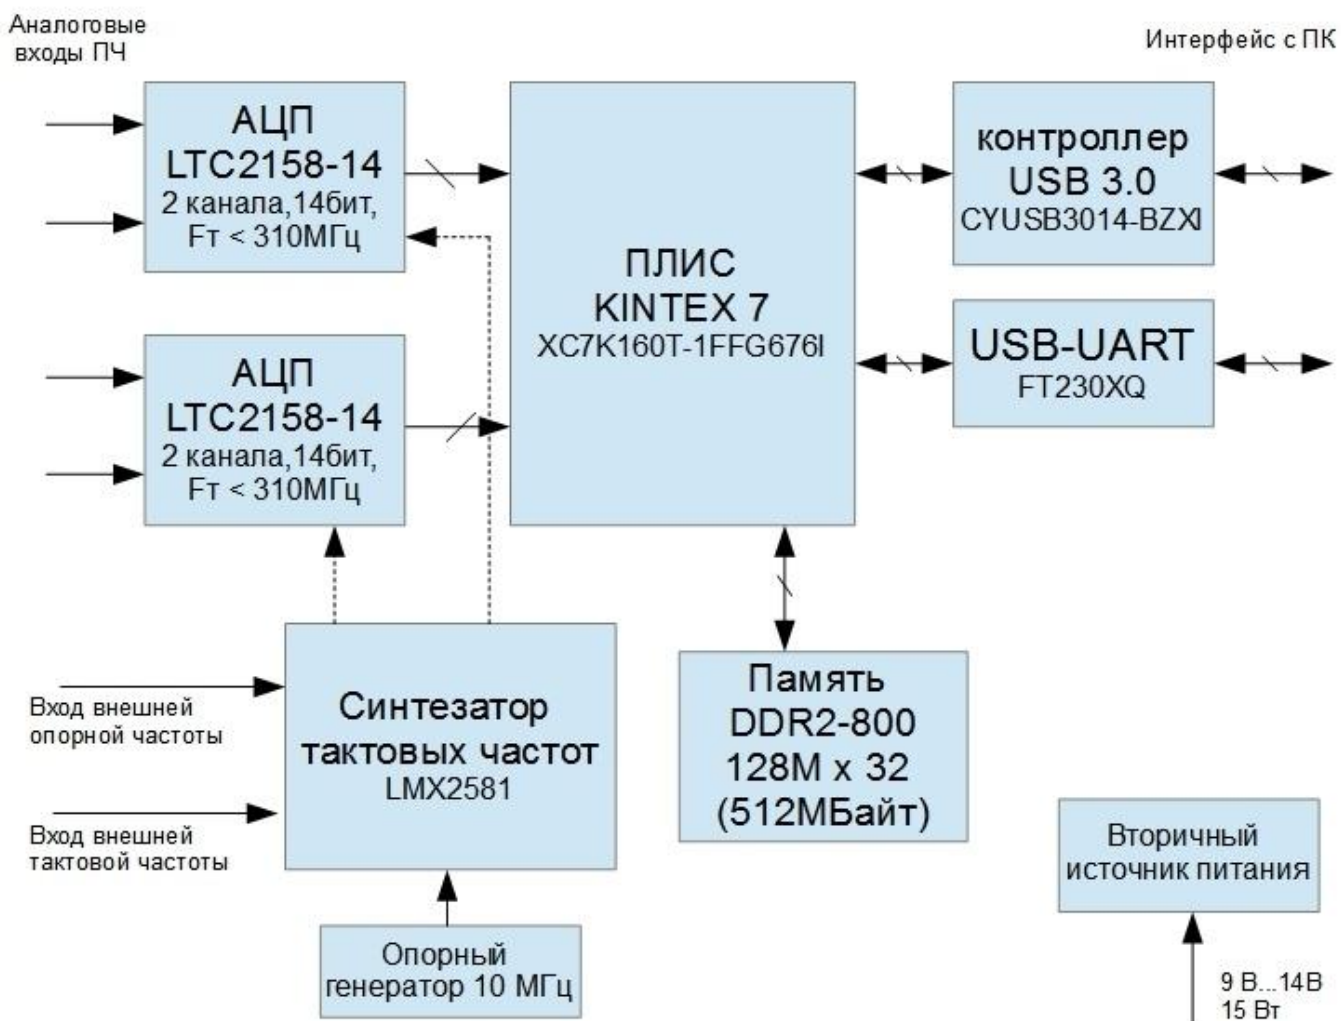 Аналоговые
входы ПЧ
Интерфейс с ПК
АЦП
LTC2158-14
2 канала,14бит,
Fт < 310МГц
ПЛИС
KINTEX 7
XC7K160T-1FFG676I
контроллер
USB 3.0
CYUSB3014-BZXI
USB-UART
FT230XQ
АЦП
LTC2158-14
2 канала,14бит,
Fт < 310МГц
Синтезатор
тактовых частот
LMX2581
Вход внешней
опорной частоты
Вход внешней
тактовой частоты
Память
DDR2-800
128М х 32
(512МБайт)
Вторичный
источник питания
Опорный
генератор 10 МГц
9 В...14В
15 Вт